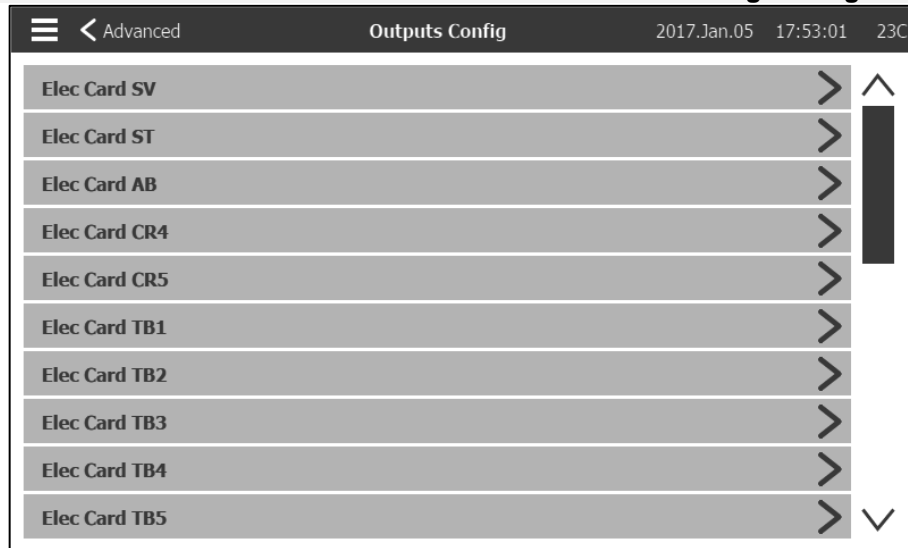 Advanced Outputs Config 2017.Jan.05 17:53:01 23C
Elec Card SV
Elec Card ST
Elec Card AB
Elec Card CR4
Elec Card CR5
Elec Card TB1
Elec Card TB2
Elec Card TB3
Elec Card TB4
Elec Card TB5